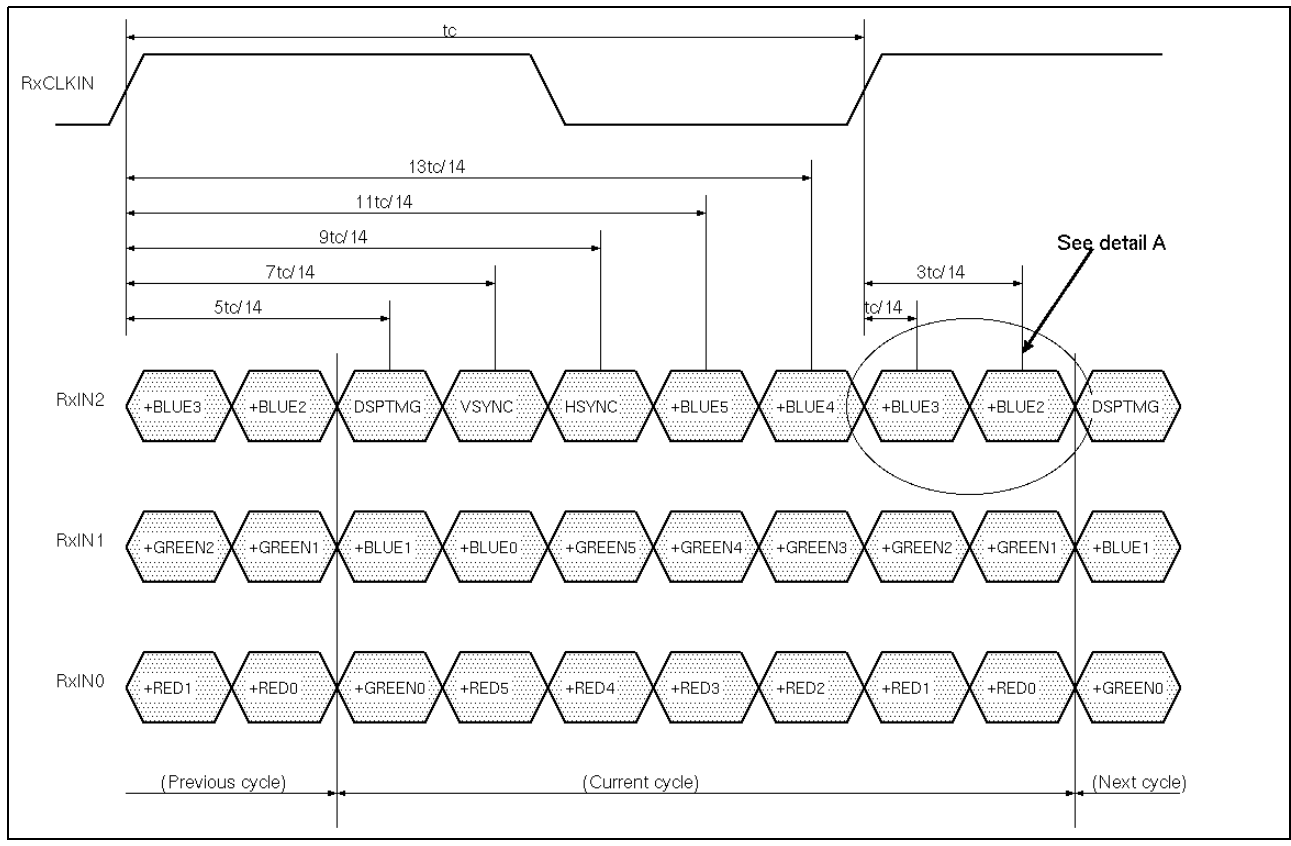 tc
RxCLKIN
13tc/14
11tc/14
9tc/14
See detail A
7tc/14
3tc/14
5tc/14
tc/14
RxIN2 +BLUE3 +BLUE2 DSPTMG VSYNC HSYNC +BLUE5 +BLUE4 +BLUE3 +BLUE2 DSPTMG
RxIN1 +GREEN2 +GREEN1 +BLUE1 +BLUE0 +GREEN5 +GREEN4 +GREEN3 +GREEN2 +GREEN1 +BLUE1
RxIN0 +RED1 +RED0 +GREEN0 +RED5 +RED4 +RED3 +RED2 +RED1 +RED0 +GREEN0
(Previous cycle) (Current cycle) (Next cycle)